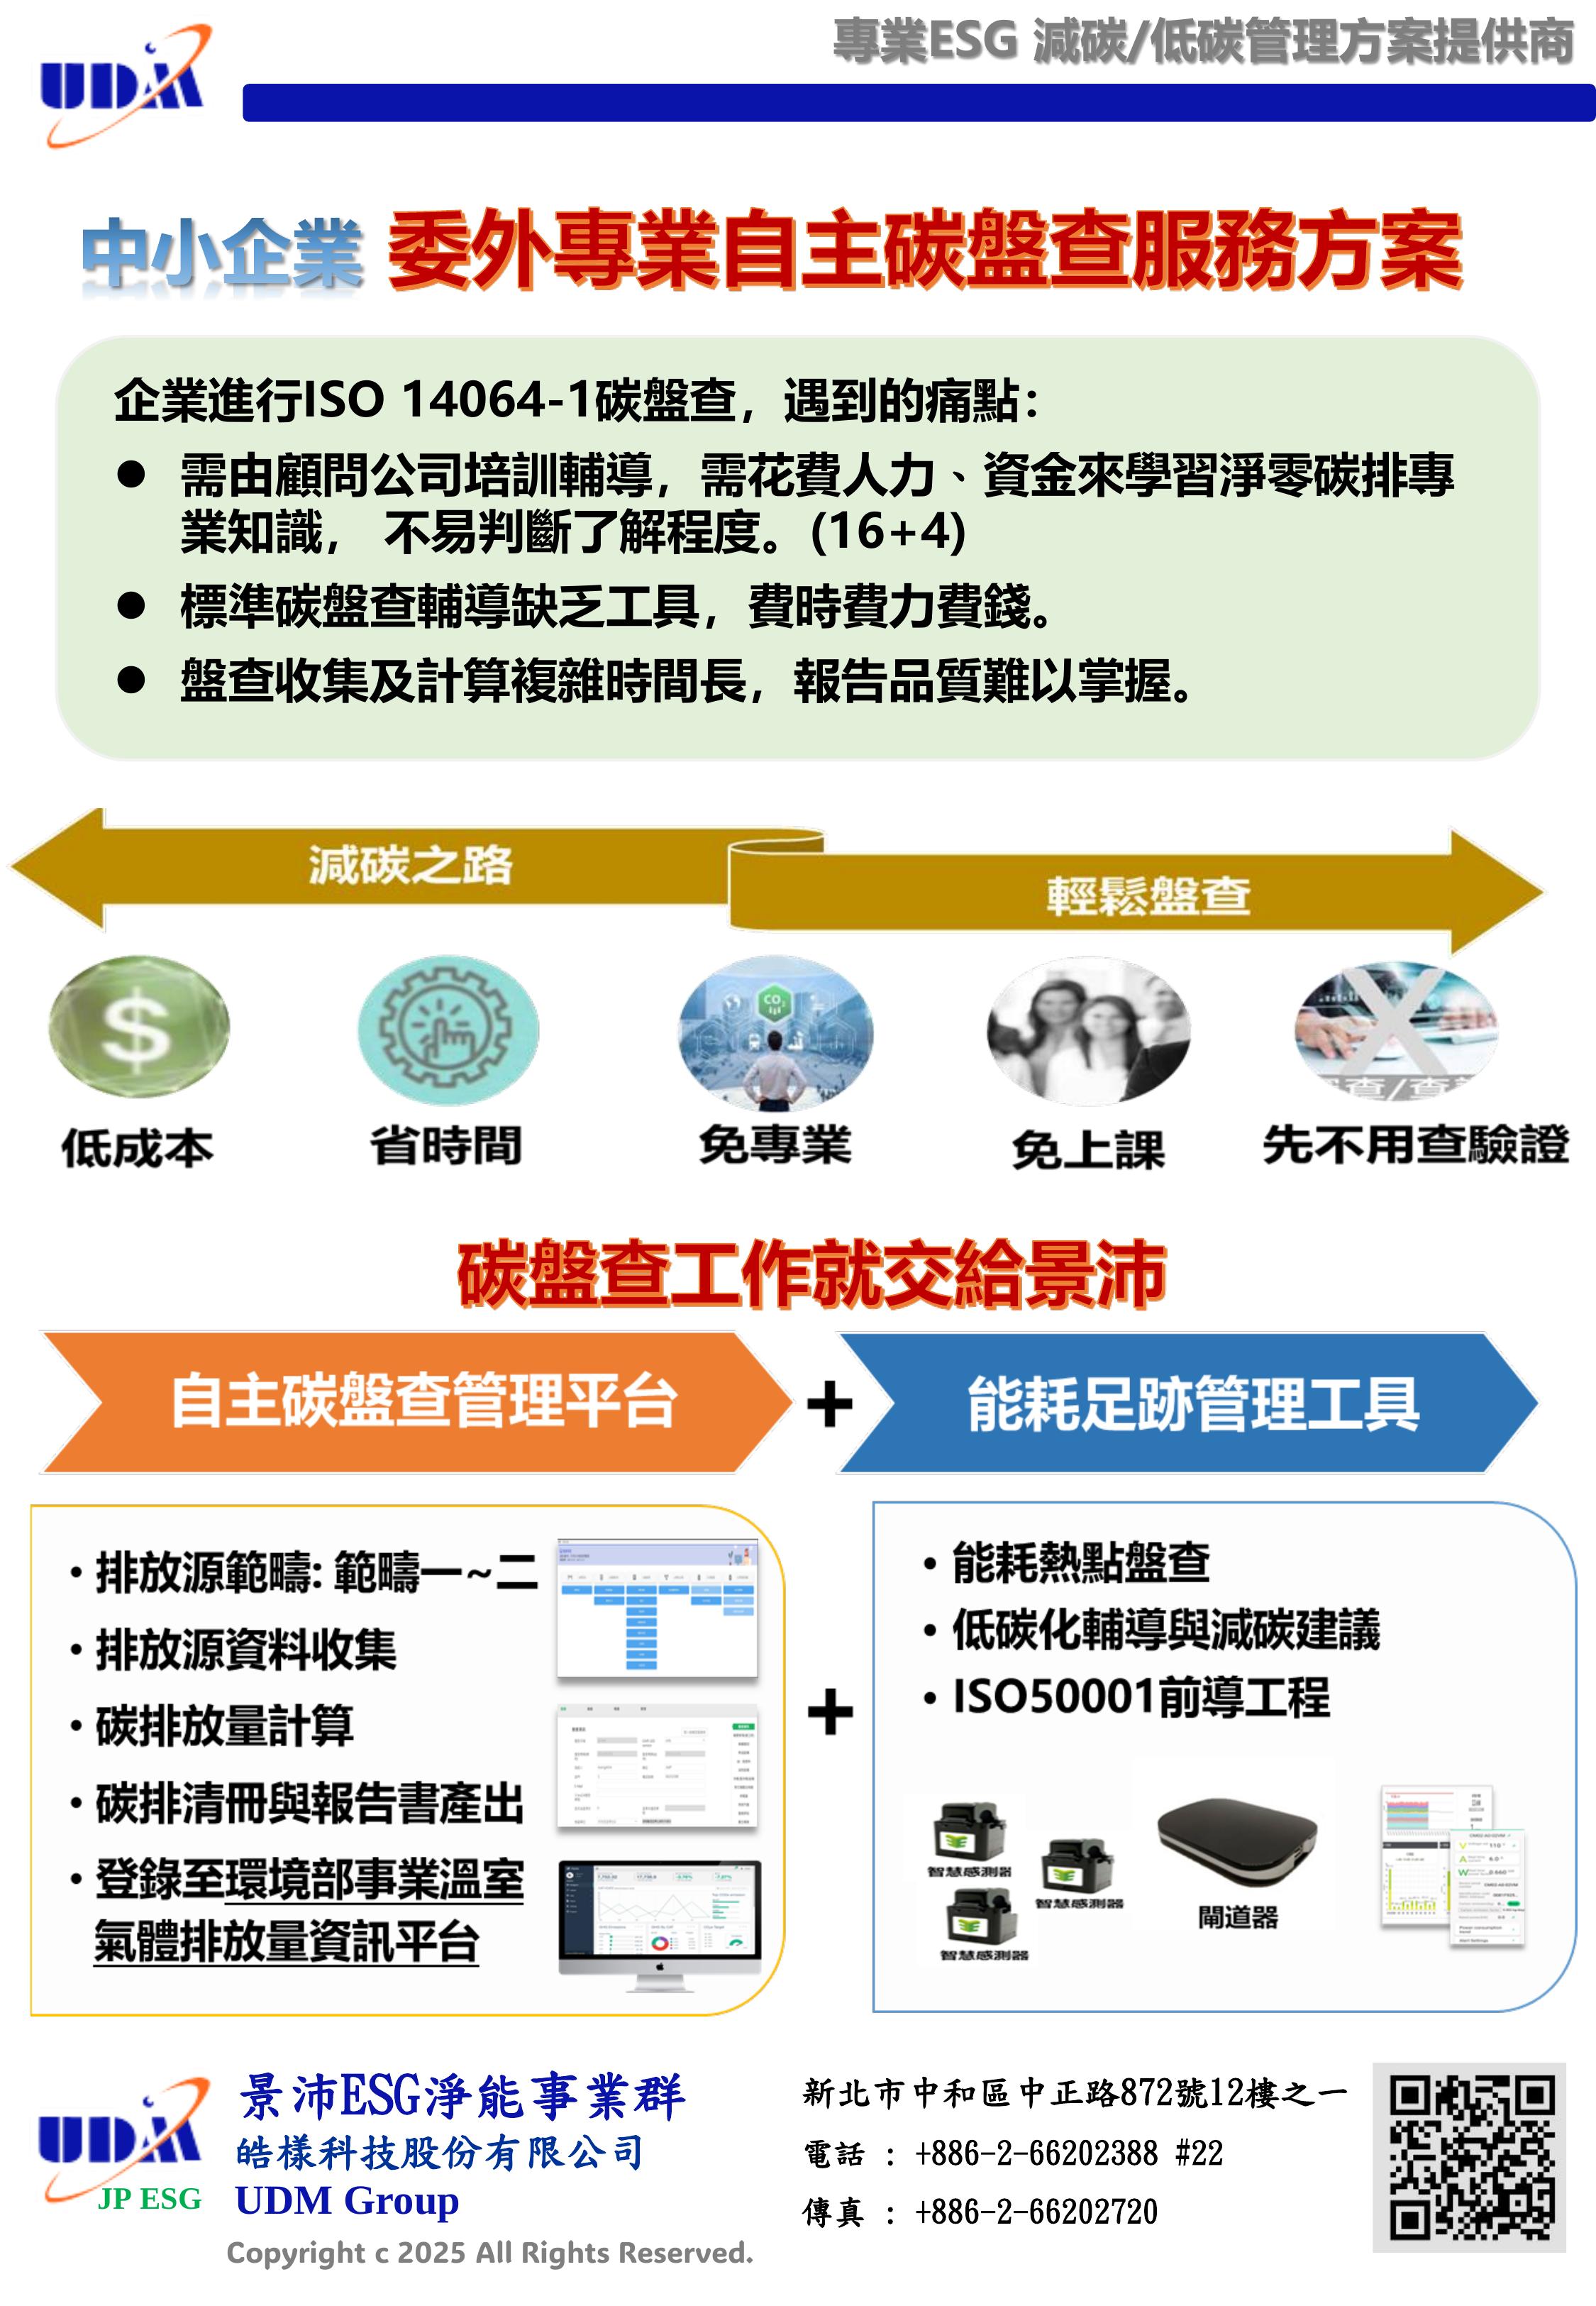 UDM
專業ESG 減碳/低碳管理方案提供商
中小企業 委外專業自主碳盤查服務方案
企業進行ISO 14064-1碳盤查，遇到的痛點：
● 需由顧問公司培訓輔導，需花費人力、資金來學習淨零碳排專
業知識， 不易判斷了解程度。(16+4)
● 標準碳盤查輔導缺乏工具，費時費力費錢。
● 盤查收集及計算複雜時間長，報告品質難以掌握。
減碳之路
輕鬆盤查
$
CO₂
低成本
省時間
免專業
免上課
先不用查驗證
碳盤查工作就交給景沛
自主碳盤查管理平台
+
能耗足跡管理工具
・排放源範疇: 範疇一~二
・排放源資料收集
・碳排放量計算
・碳排清冊與報告書產出
・登錄至環境部事業溫室
氣體排放量資訊平台
+
・能耗熱點盤查
・低碳化輔導與減碳建議
・ISO50001前導工程
智慧感測器
智慧感測器
智慧感測器
閘道器
UDM
JP ESG
景沛ESG淨能事業群
皓樣科技股份有限公司
UDM Group
Copyright c 2025 All Rights Reserved.
新北市中和區中正路872號12樓之一
電話 : +886-2-66202388 #22
傳真 : +886-2-66202720